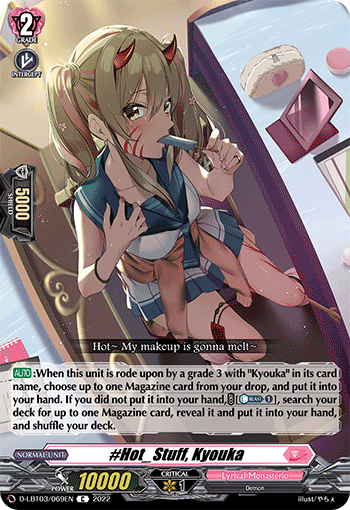 2
GRADE
INTERCEPT
5000
SHIELD
Hot~ My makeup is gonna melt~
AUTO:When this unit is rode upon by a grade 3 with "Kyouka" in its card
name, choose up to one Magazine card from your drop, and put it into
your hand. If you did not put it into your hand, [BLAST 1], search your
deck for up to one Magazine card, reveal it and put it into your hand,
and shuffle your deck.
NORMAL UNIT
#Hot_Stuff, Kyouka
POWER 10000
CRITICAL
1
Lyrical Monasterio
Demon
D-LBT03/069EN C 2022
illust/やちぇ